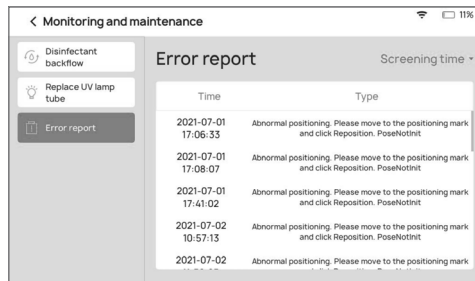 Monitoring and maintenance
11%
Disinfectant
backflow
Replace UV lamp
tube
Error report
Error report
Screening time
Time
Type
2021-07-01
17:06:33
Abnormal positioning. Please move to the positioning mark
and click Reposition. PoseNotInit
2021-07-01
17:08:07
Abnormal positioning. Please move to the positioning mark
and click Reposition. PoseNotInit
2021-07-01
17:41:02
Abnormal positioning. Please move to the positioning mark
and click Reposition. PoseNotInit
2021-07-02
10:57:13
Abnormal positioning. Please move to the positioning mark
and click Reposition. PoseNotInit
2021-07-02
Abnormal positioning. Please move to the positioning mark